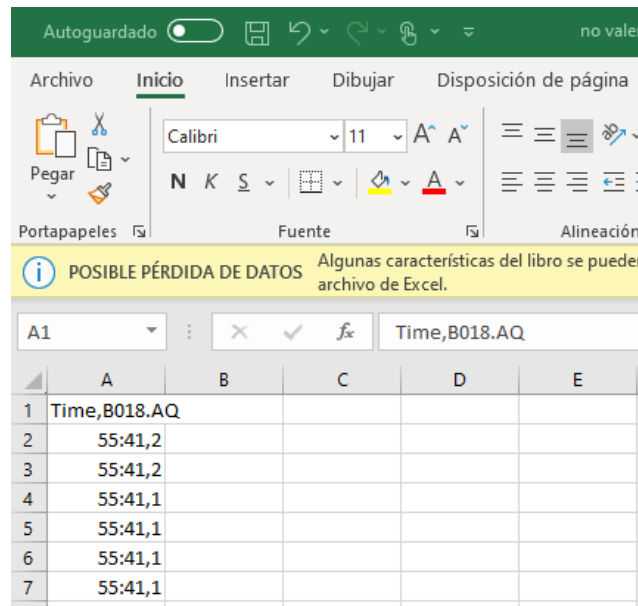 Autoguardado
no vale
Archivo Inicio Insertar Dibujar Disposición de página
Pegar
Calibri 11 A A
N K S A
Portapapeles Fuente Alineación
POSIBLE PÉRDIDA DE DATOS Algunas características del libro se puede
archivo de Excel.
A1 fx Time,B018.AQ
A B C D E
1 Time,B018.AQ
2 55:41,2
3 55:41,2
4 55:41,1
5 55:41,1
6 55:41,1
7 55:41,1